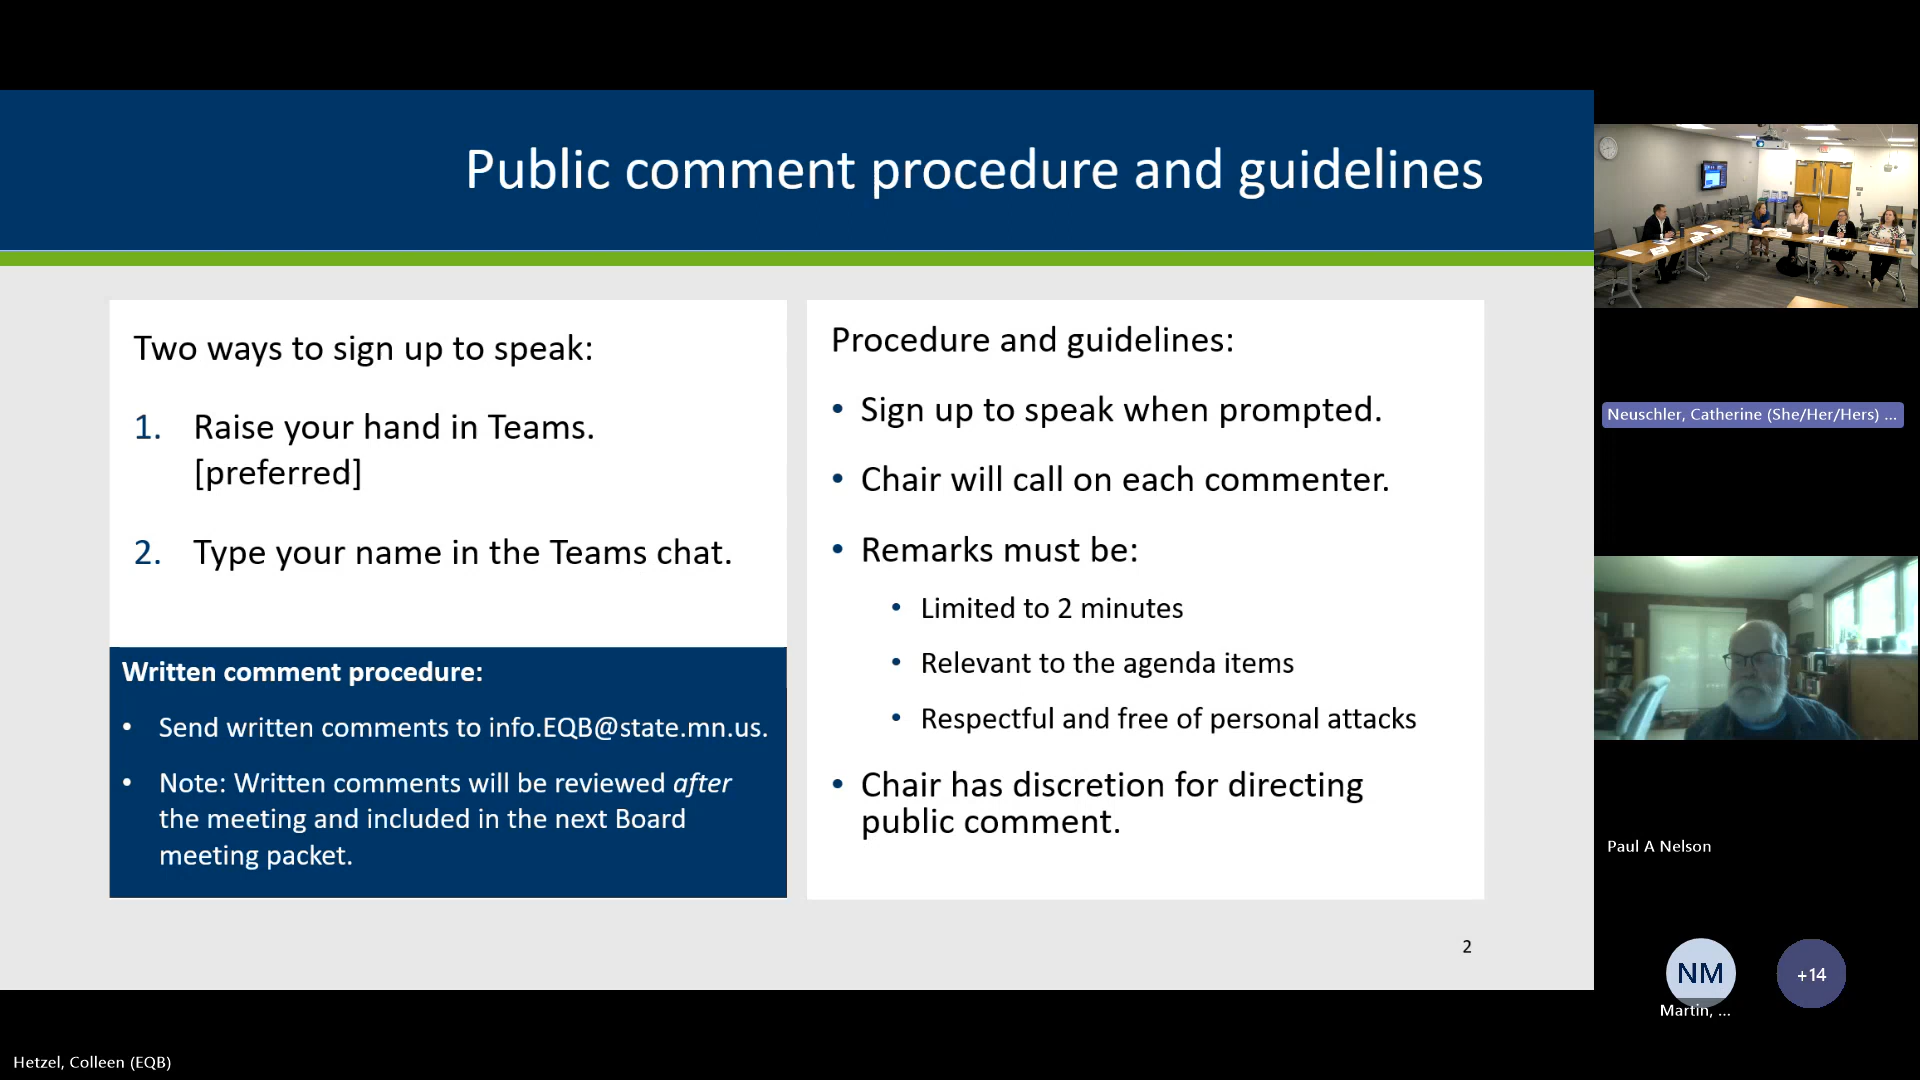 Public comment procedure and guidelines
Two ways to sign up to speak:
1. Raise your hand in Teams.
[preferred]
2. Type your name in the Teams chat.
Written comment procedure:
• Send written comments to info.EQB@state.mn.us.
• Note: Written comments will be reviewed after
the meeting and included in the next Board
meeting packet.
Procedure and guidelines:
• Sign up to speak when prompted.
• Chair will call on each commenter.
• Remarks must be:
• Limited to 2 minutes
• Relevant to the agenda items
• Respectful and free of personal attacks
• Chair has discretion for directing
public comment.
2
Neuschler, Catherine (She/Her/Hers) ...
Paul A Nelson
NM
+14
Martin, ...
Hetzel, Colleen (EQB)